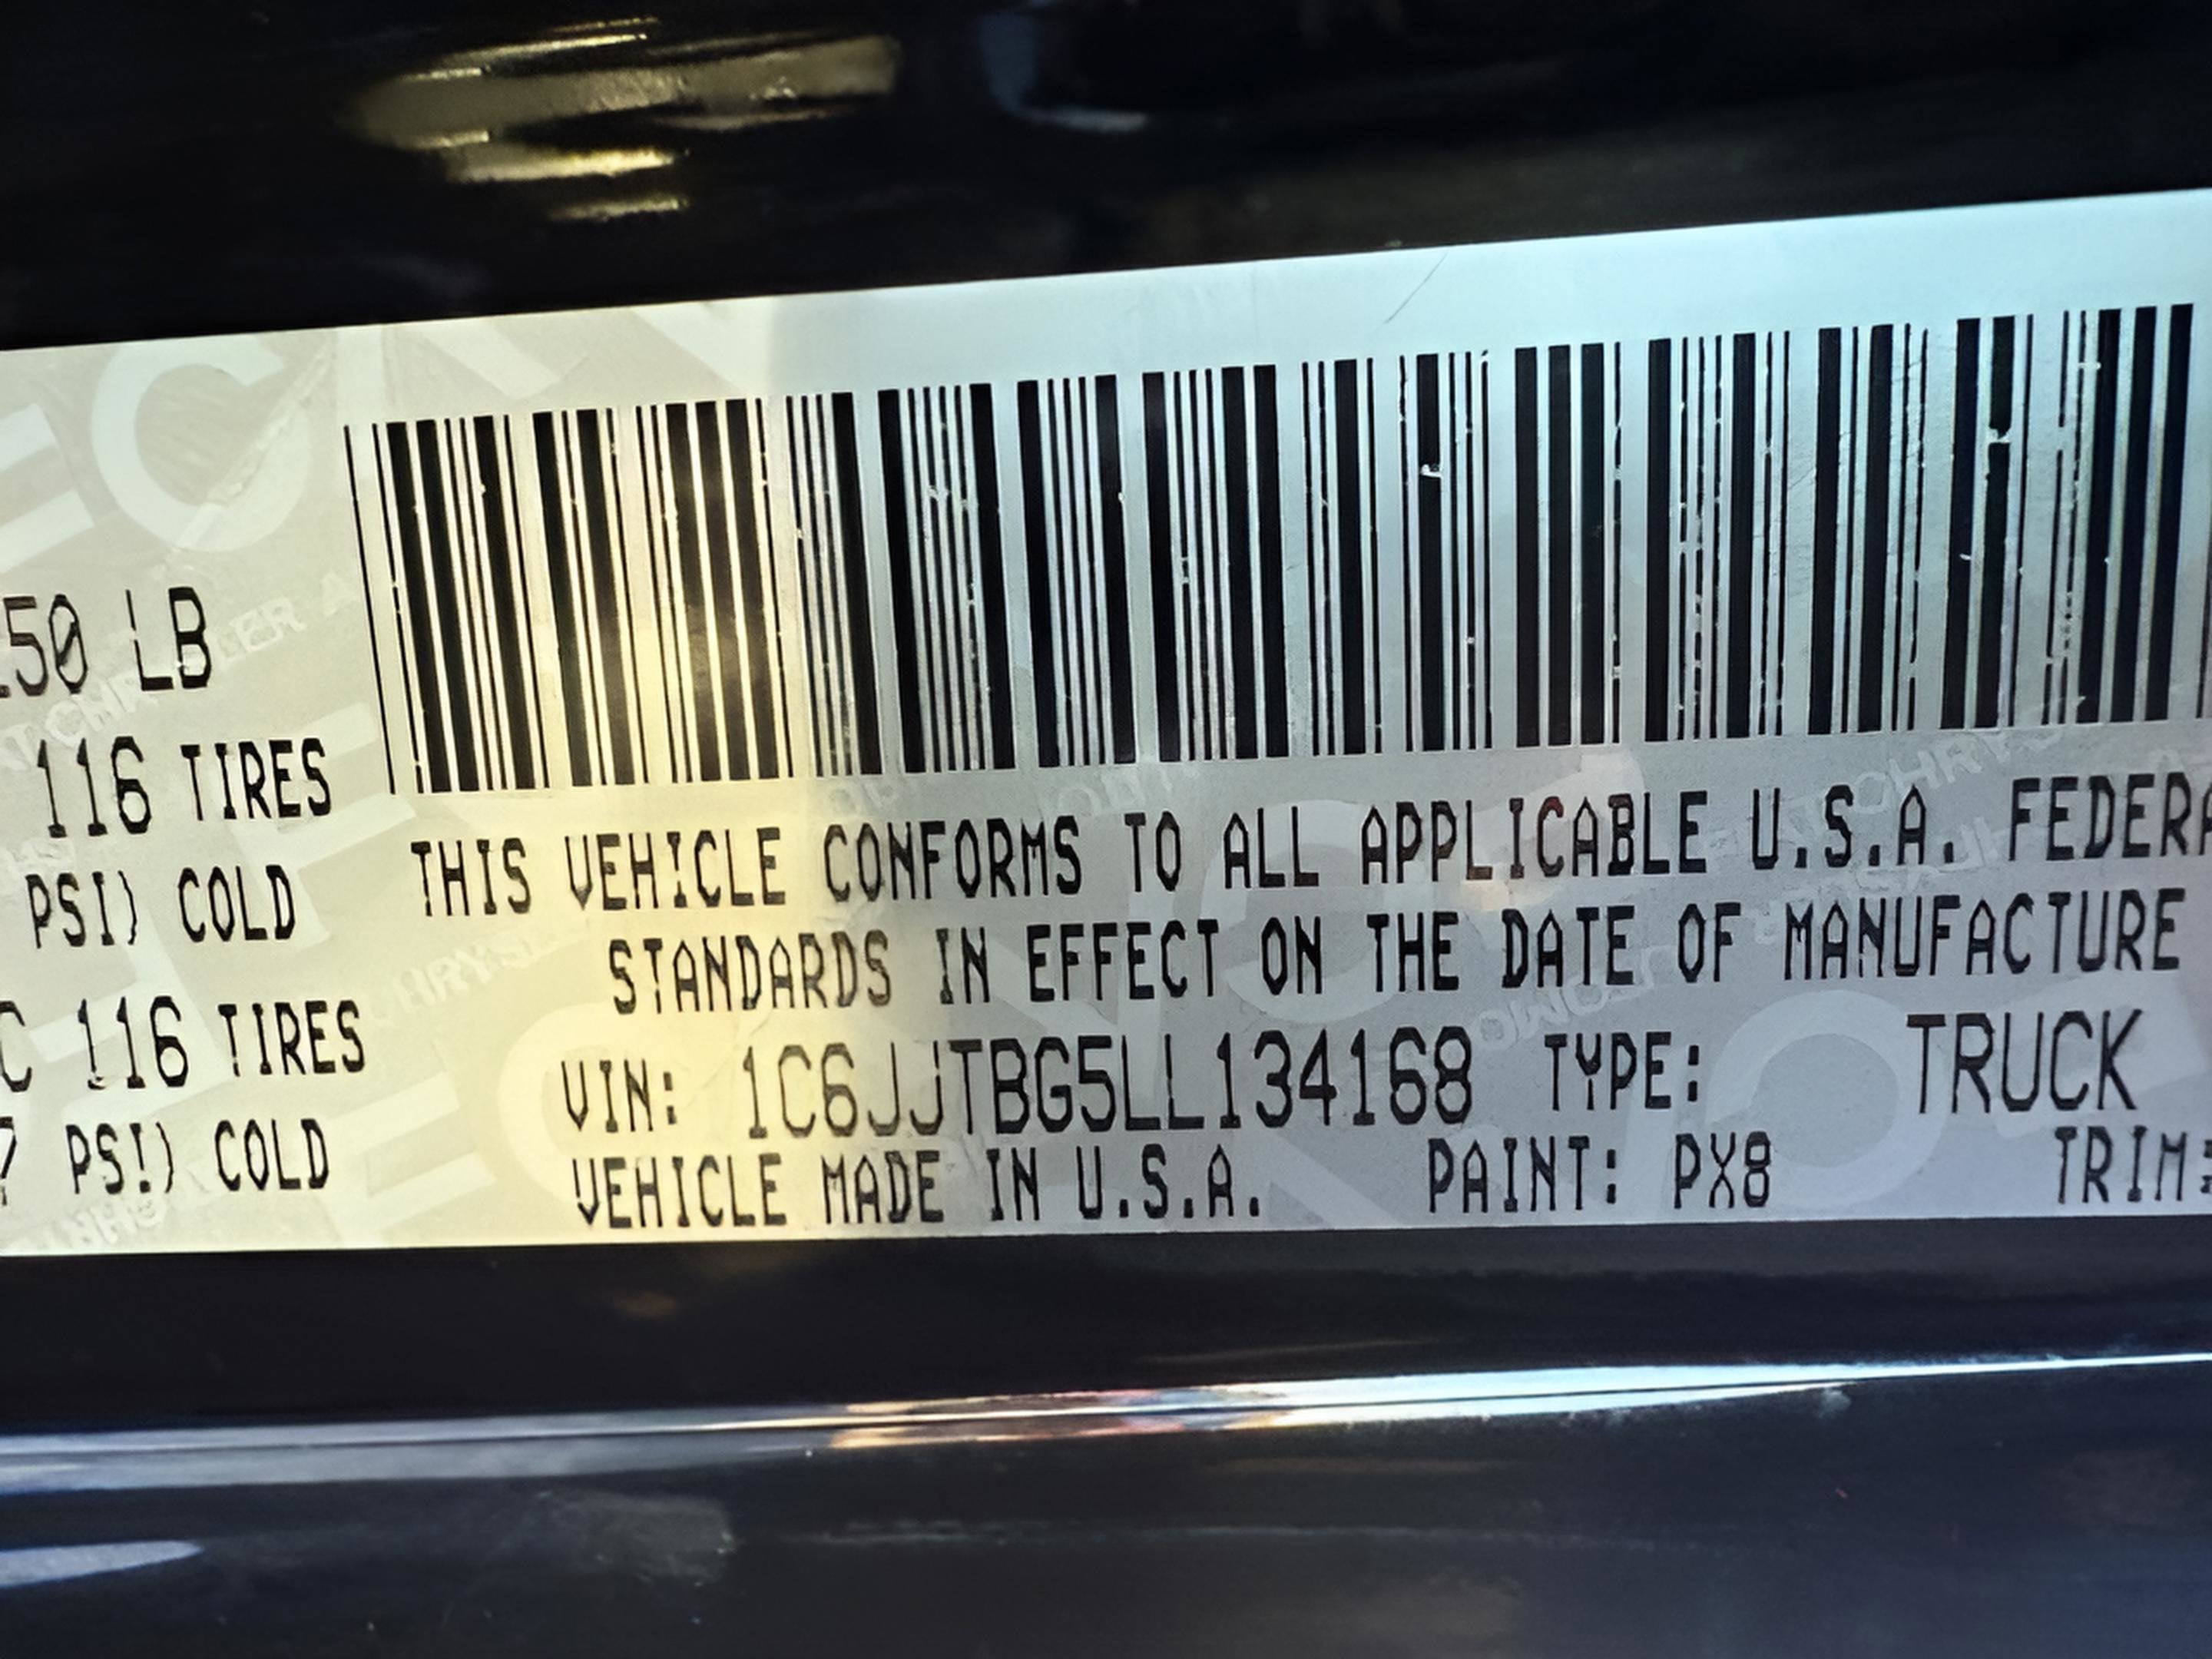 50 LB
116 TIRES
PSI) COLD
C 116 TIRES
7 PSI) COLD
THIS VEHICLE CONFORMS TO ALL APPLICABLE U.S.A. FEDERA
STANDARDS IN EFFECT ON THE DATE OF MANUFACTURE
VIN: 1C6JJTBG5LL134168 TYPE: TRUCK
VEHICLE MADE IN U.S.A. PAINT: PX8 TRIM: